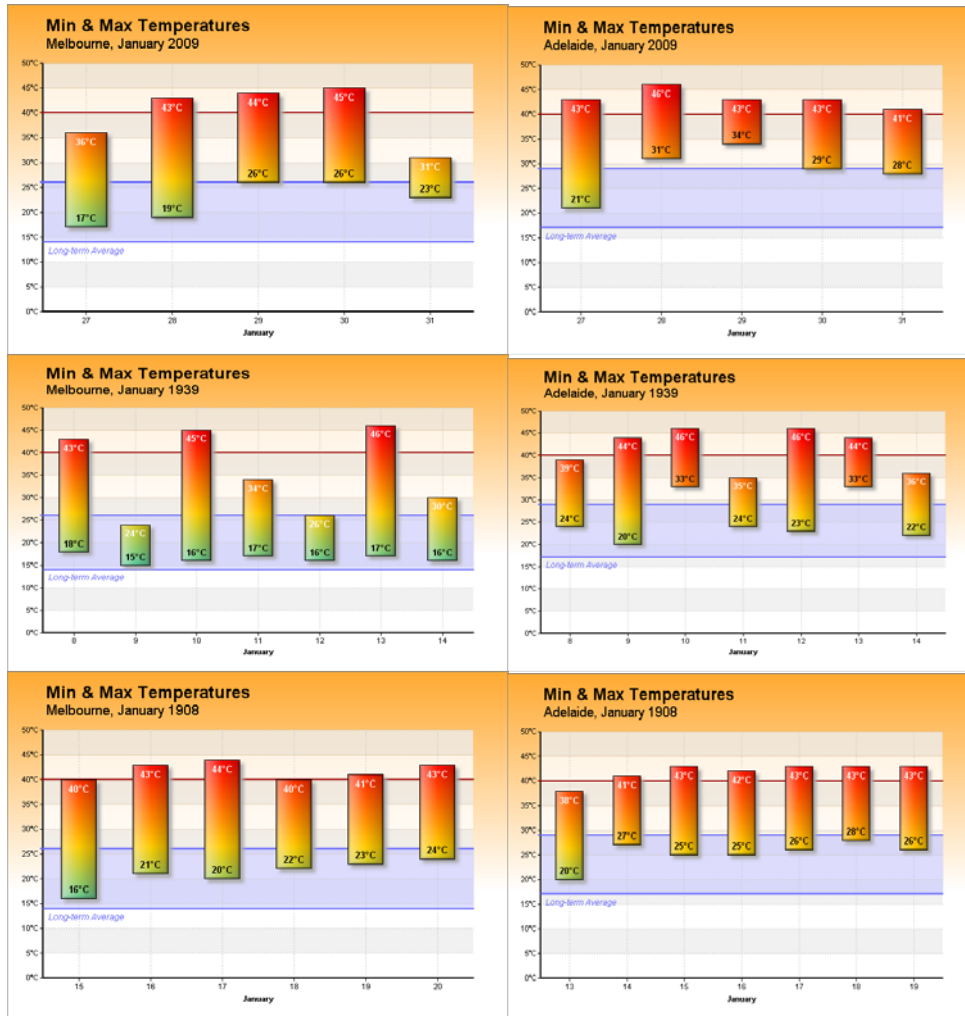 Min & Max Temperatures
Melbourne, January 2009
50°C
45°C
40°C
35°C
30°C
25°C
20°C
15°C
10°C
5°C
0°C
36°C
17°C
43°C
19°C
44°C
26°C
45°C
26°C
31°C
23°C
Long-term Average
27 28 29 30 31
January
Min & Max Temperatures
Adelaide, January 2009
50°C
45°C
40°C
35°C
30°C
25°C
20°C
15°C
10°C
5°C
0°C
43°C
21°C
46°C
31°C
43°C
34°C
43°C
29°C
41°C
28°C
Long-term Average
27 28 29 30 31
January
Min & Max Temperatures
Melbourne, January 1939
50°C
45°C
40°C
35°C
30°C
25°C
20°C
15°C
10°C
5°C
0°C
43°C
18°C
24°C
15°C
45°C
16°C
34°C
17°C
26°C
16°C
46°C
17°C
30°C
16°C
Long-term Average
8 9 10 11 12 13 14
January
Min & Max Temperatures
Adelaide, January 1939
50°C
45°C
40°C
35°C
30°C
25°C
20°C
15°C
10°C
5°C
0°C
39°C
24°C
44°C
20°C
46°C
33°C
35°C
24°C
46°C
23°C
44°C
33°C
36°C
22°C
Long-term Average
8 9 10 11 12 13 14
January
Min & Max Temperatures
Melbourne, January 1908
50°C
45°C
40°C
35°C
30°C
25°C
20°C
15°C
10°C
5°C
0°C
40°C
16°C
43°C
21°C
44°C
20°C
40°C
22°C
41°C
23°C
43°C
24°C
Long-term Average
15 16 17 18 19 20
January
Min & Max Temperatures
Adelaide, January 1908
50°C
45°C
40°C
35°C
30°C
25°C
20°C
15°C
10°C
5°C
0°C
38°C
20°C
41°C
27°C
43°C
25°C
42°C
25°C
43°C
26°C
43°C
28°C
43°C
26°C
Long-term Average
13 14 15 16 17 18 19
January